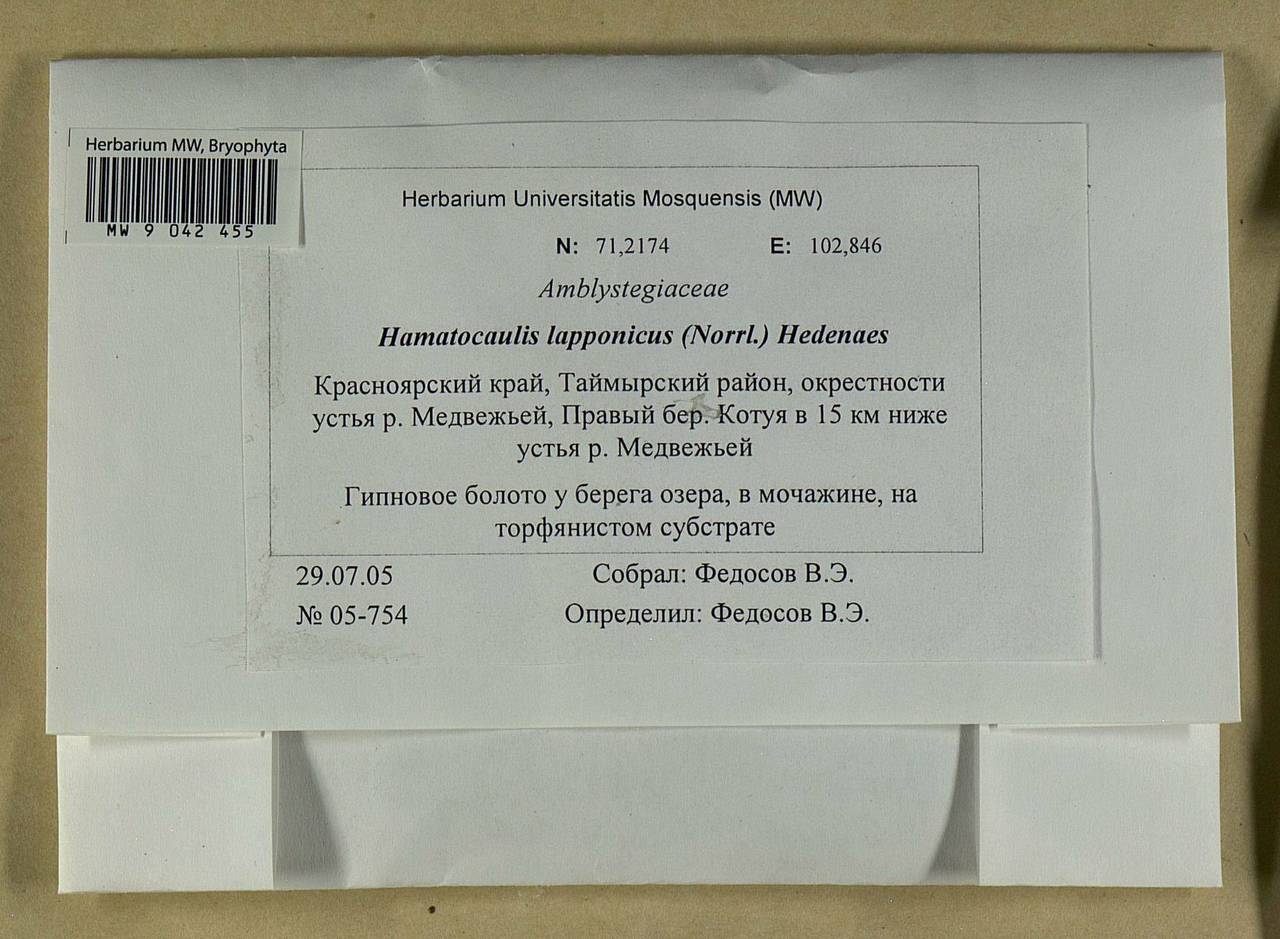 Herbarium MW, Bryophyta
MW 9 042 455
Herbarium Universitatis Mosquensis (MW)
N: 71,2174 E: 102,846
Amblystegiaceae
Hamatocaulis lapponicus (Norrl.) Hedenaes
Красноярский край, Таймырский район, окрестности
устья р. Медвежьей, Правый бер. Котуя в 15 км ниже
устья р. Медвежьей
Гипновое болото у берега озера, в мочажине, на
торфянистом субстрате
29.07.05 Собрал: Федосов В.Э.
№ 05-754 Определил: Федосов В.Э.